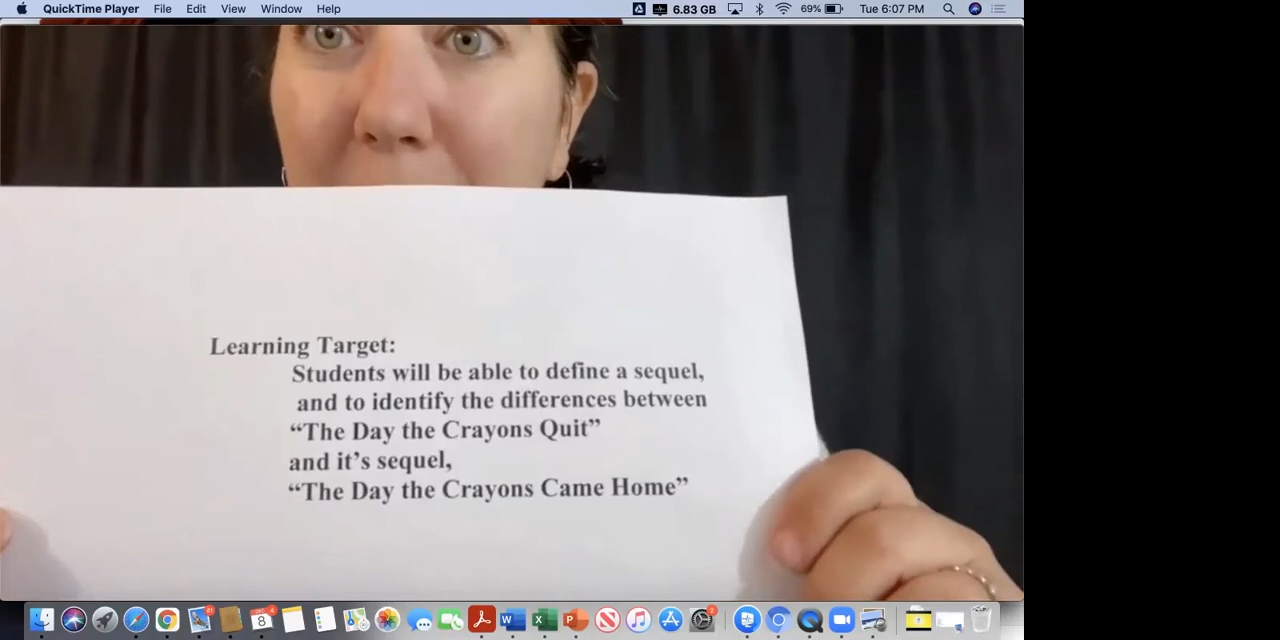 QuickTime Player File Edit View Window Help 6.83 GB 69% Tue 6:07 PM
Learning Target:
Students will be able to define a sequel,
and to identify the differences between
“The Day the Crayons Quit”
and it’s sequel,
“The Day the Crayons Came Home”